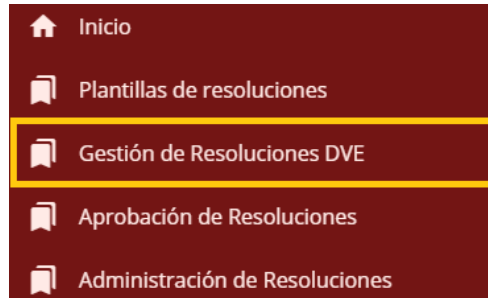 Inicio
Plantillas de resoluciones
Gestión de Resoluciones DVE
Aprobación de Resoluciones
Administración de Resoluciones